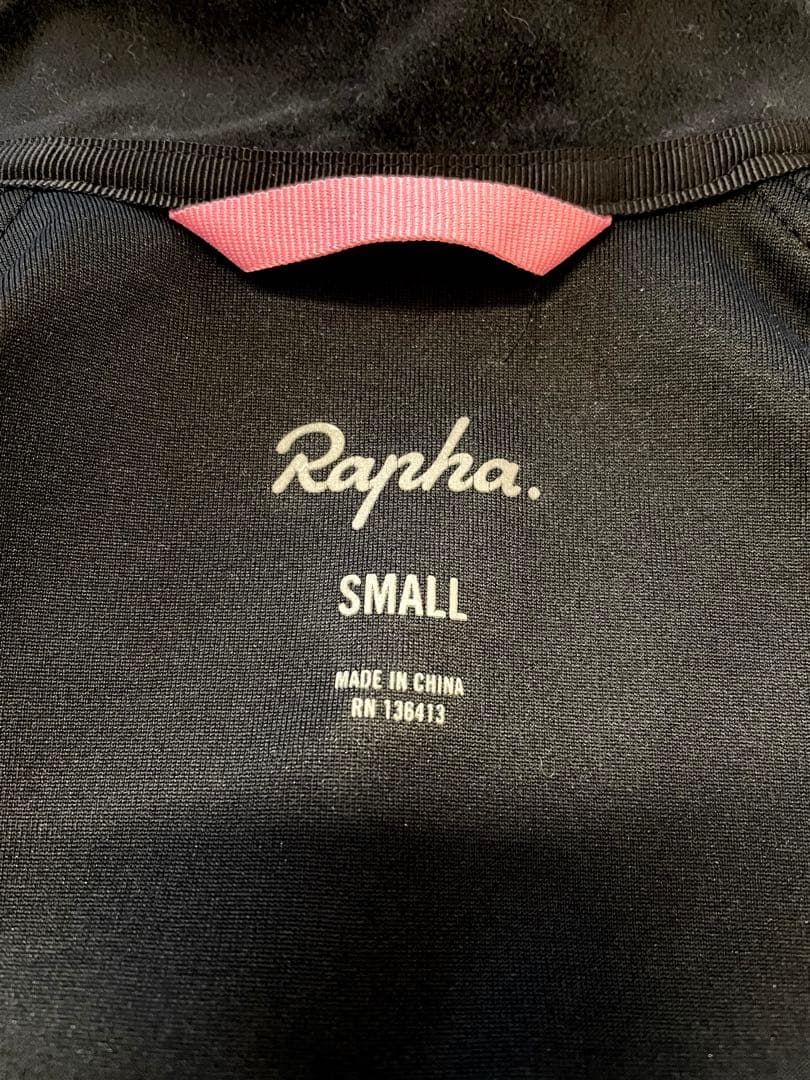 Rapha.
SMALL
MADE IN CHINA
RN 136413